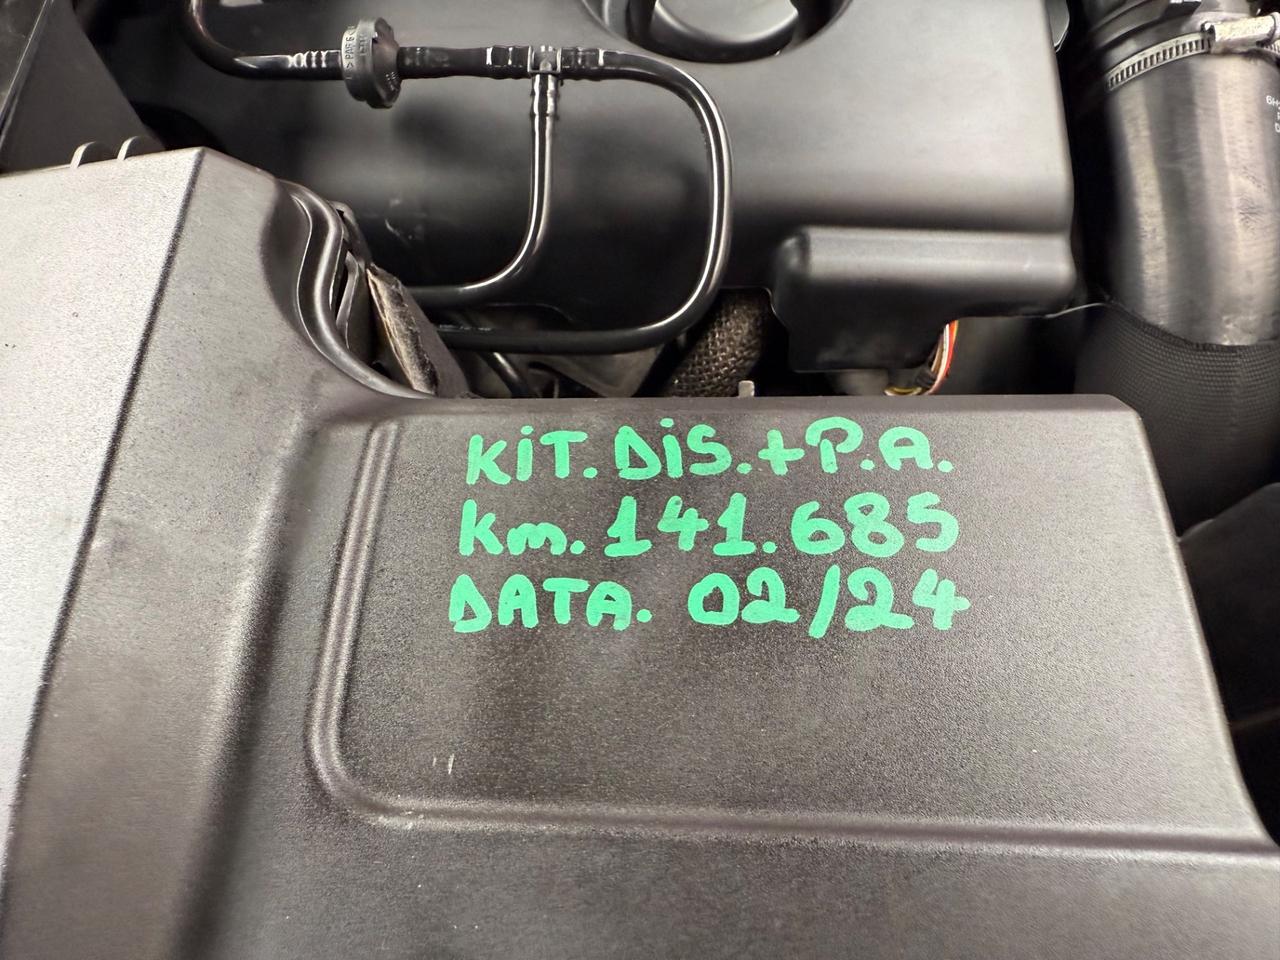 KiT. DiS. + P.A.
Km. 141.685
DATA. 02/24